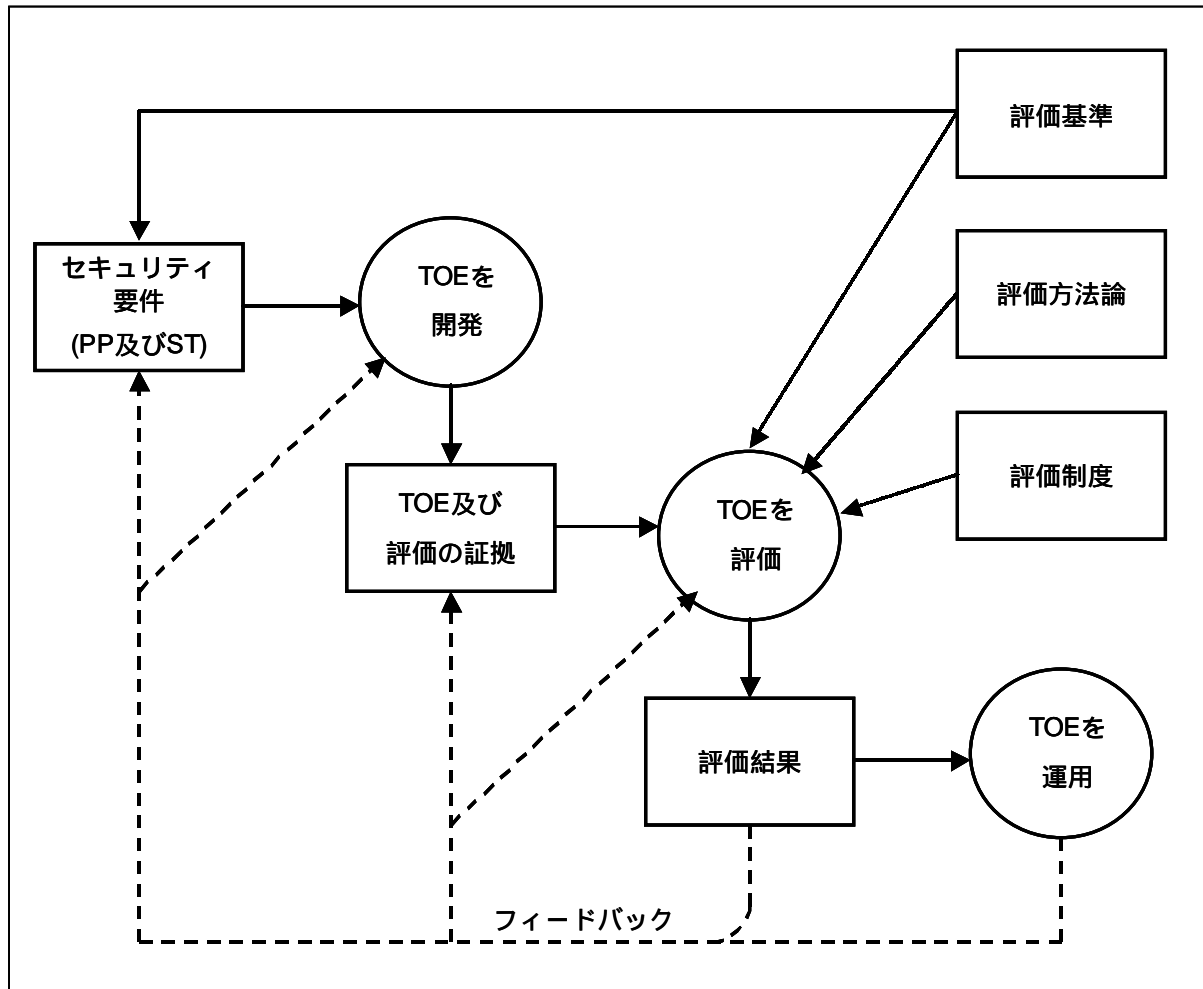 評価基準
セキュリティ
要件
(PP及びST)
TOEを
開発
評価方法論
評価制度
TOE及び
評価の証拠
TOEを
評価
評価結果
TOEを
運用
フィードバック